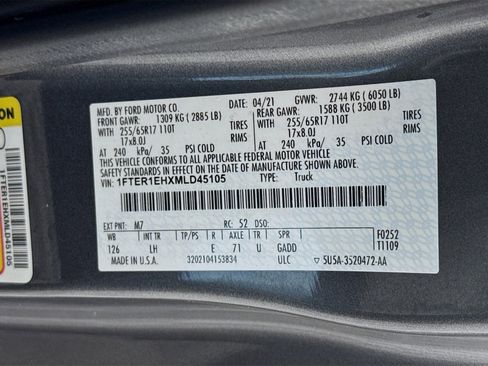 MFD. BY FORD MOTOR CO.
DATE: 04/21 GVWR: 2744 KG ( 6050 LB)
FRONT GAWR: 1309 KG ( 2885 LB)
REAR GAWR: 1588 KG ( 3500 LB)
WITH 255/65R17 110T TIRES
WITH 255/65R17 110T TIRES
17x8.0J RIMS
17x8.0J RIMS
AT 240 kPa/ 35 PSI COLD
AT 240 kPa/ 35 PSI COLD
THIS VEHICLE CONFORMS TO ALL APPLICABLE FEDERAL MOTOR VEHICLE SAFETY
STANDARDS IN EFFECT ON THE DATE OF MANUFACTURE SHOWN ABOVE.
VIN: 1FTER1EHXMLD45105
TYPE: Truck
EXT PNT: M7 RC: 52 DSO:
WB INT TR TP/PS R AXLE TR SPR
126 LH E 71 U GADD
F0252
T1109
MADE IN U.S.A. 3202104153834 ULC 5U5A-3520472-AA
1FTER1EHXMLD45105